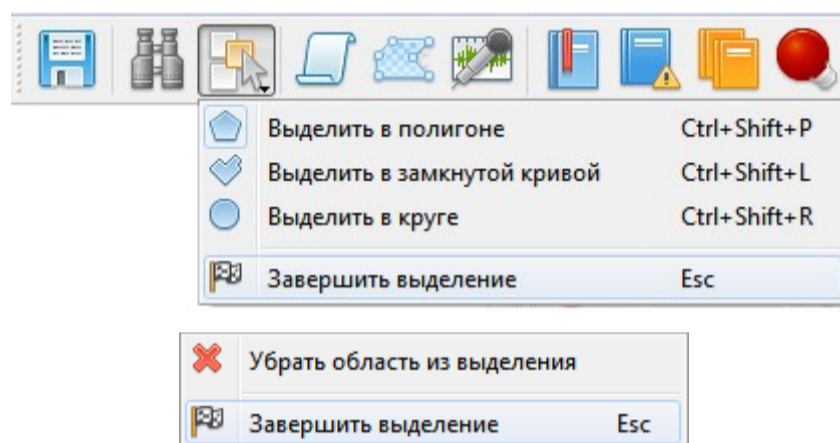 Выделить в полигоне Ctrl+Shift+P
Выделить в замкнутой кривой Ctrl+Shift+L
Выделить в круге Ctrl+Shift+R
Завершить выделение Esc
Убрать область из выделения
Завершить выделение Esc